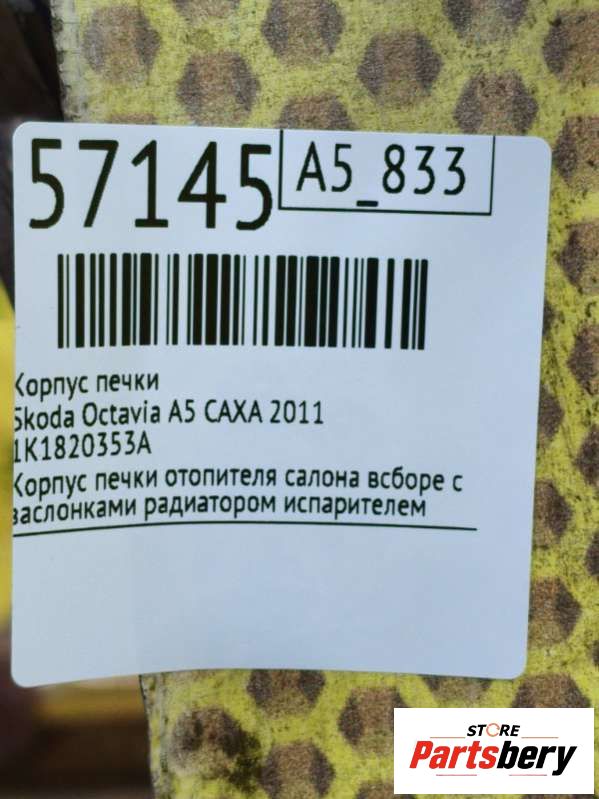 57145
A5_833
Корпус печки
Skoda Octavia A5 CAXA 2011
1K1820353A
Корпус печки отопителя салона всборе с
заслонками радиатором испарителем
STORE
Partsbery